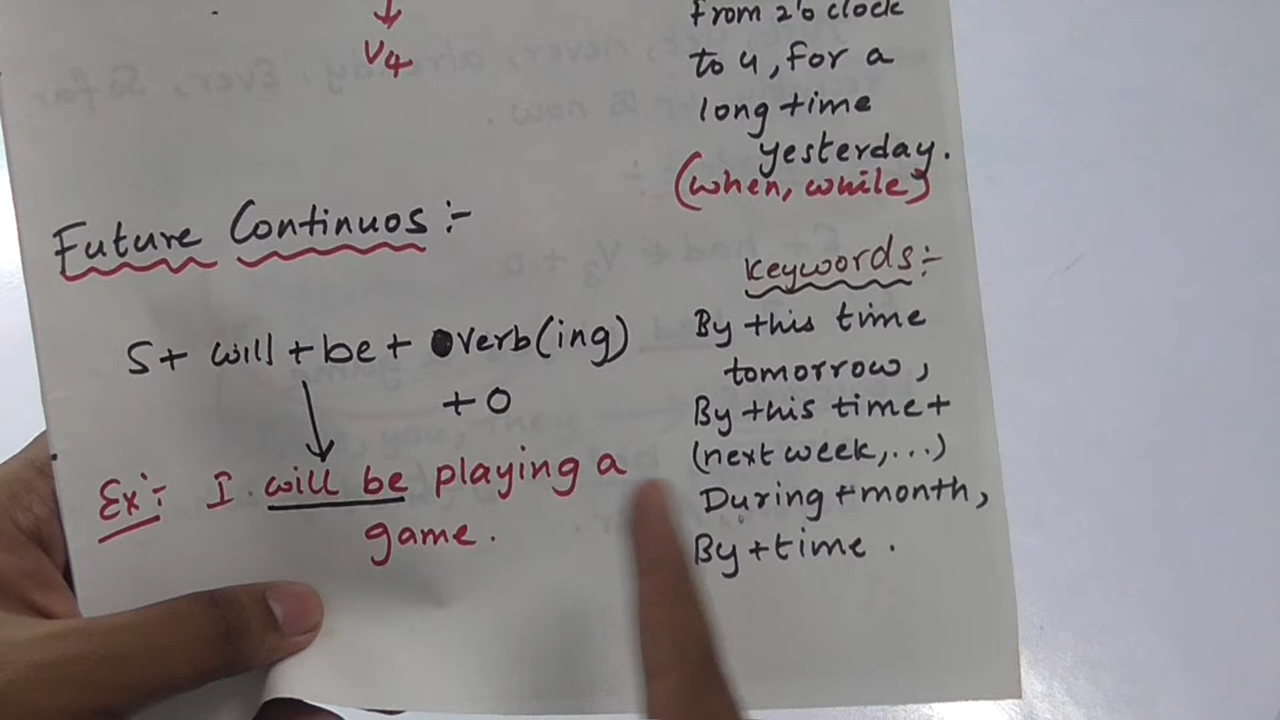 V4
from 2'o clock
to 4, for a
long time
yesterday.
(when, while)
Future Continuos :-
S + will + be + verb(ing)
+ O
Ex:- I will be playing a
game.
Keywords:-
By this time
tomorrow,
By this time +
(next week,...)
During + month,
By + time .